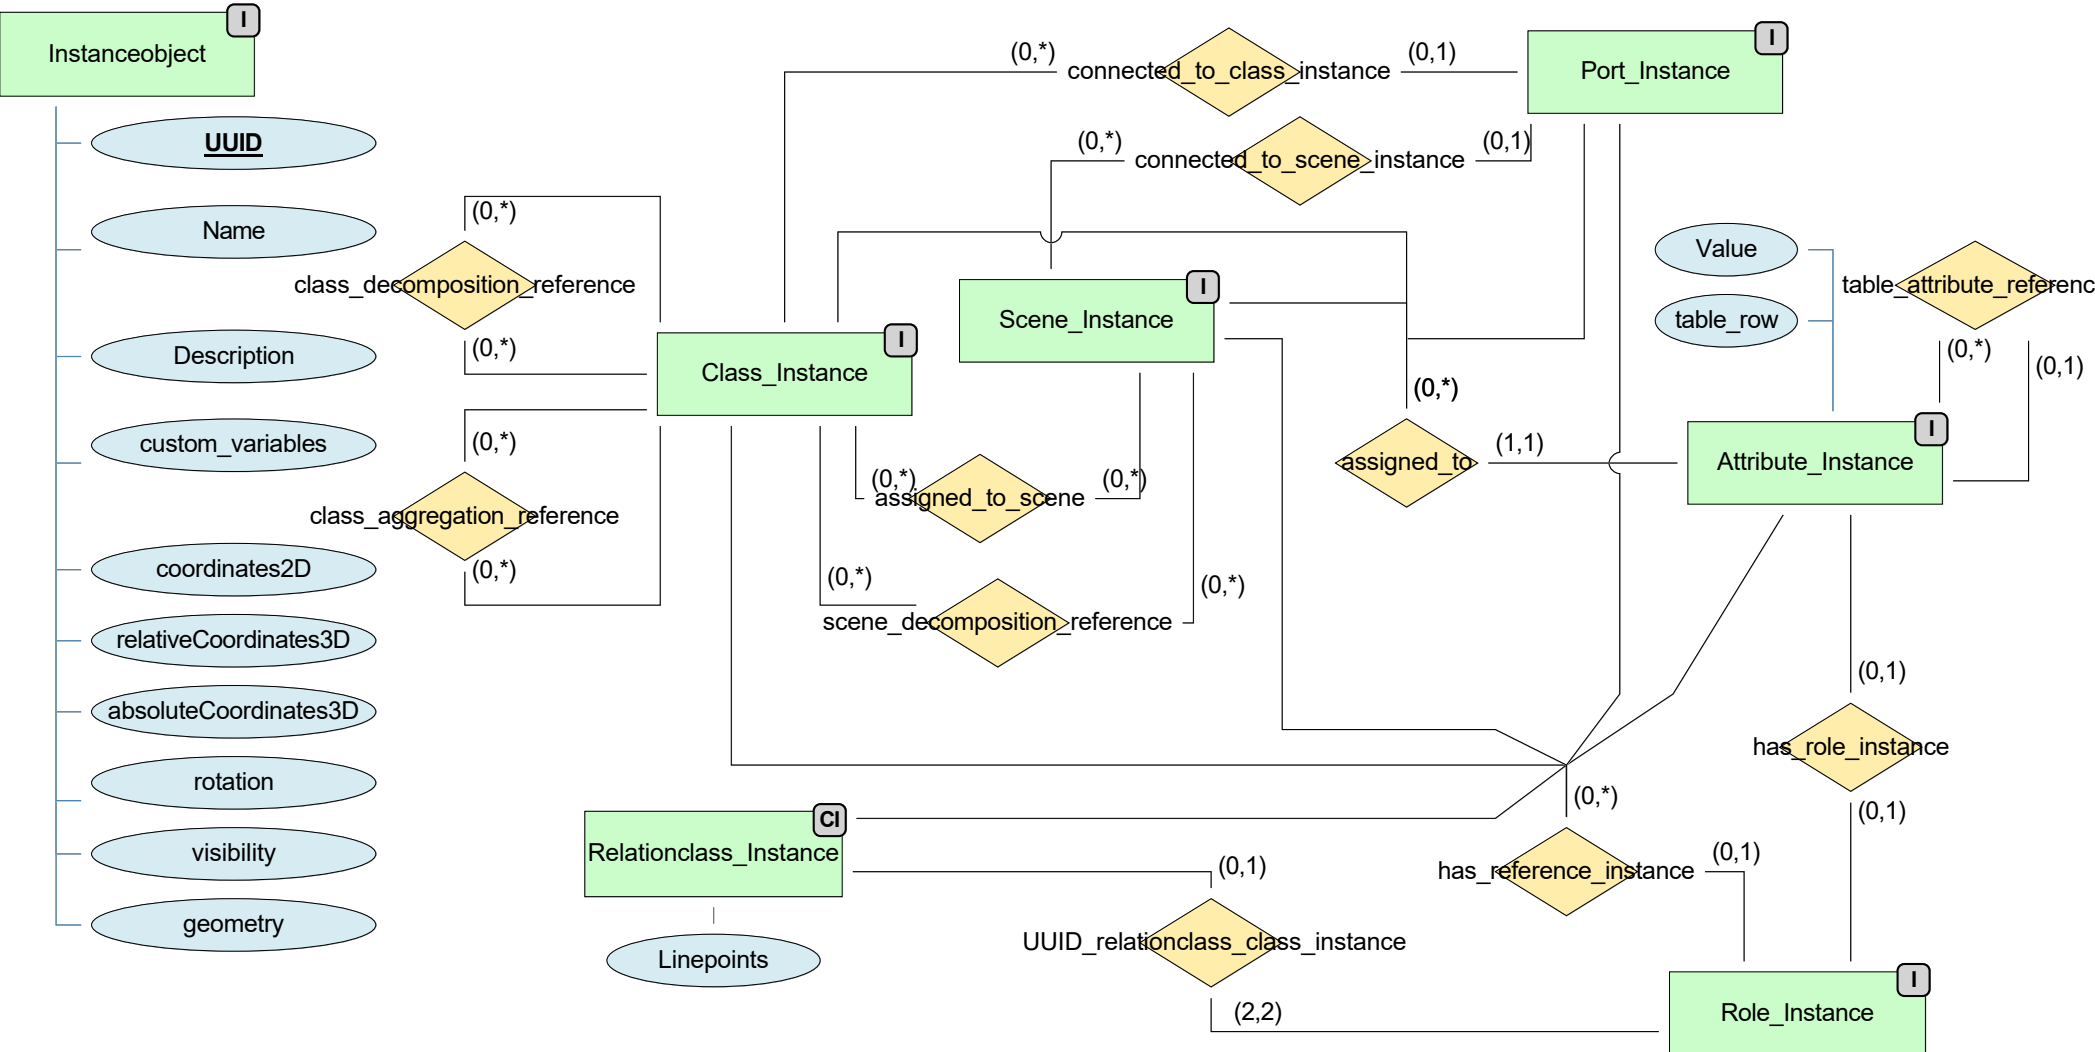 I
Instanceobject
UUID
Name
Description
custom_variables
coordinates2D
relativeCoordinates3D
absoluteCoordinates3D
rotation
visibility
geometry
(0,*)
class_decomposition_reference
(0,*)
(0,*)
class_aggregation_reference
(0,*)
I
Class_Instance
(0,*)
connected_to_class_instance
(0,1)
(0,*)
connected_to_scene_instance
(0,1)
I
Port_Instance
I
Scene_Instance
(0,*)
assigned_to_scene
(0,*)
(0,*)
scene_decomposition_reference
(0,*)
(0,*)
assigned_to
(1,1)
Value
table_row
table_attribute_referenc
(0,*)
(0,1)
I
Attribute_Instance
(0,1)
has_role_instance
(0,1)
(0,*)
has_reference_instance
(0,1)
CI
Relationclass_Instance
Linepoints
(0,1)
UUID_relationclass_class_instance
(2,2)
I
Role_Instance